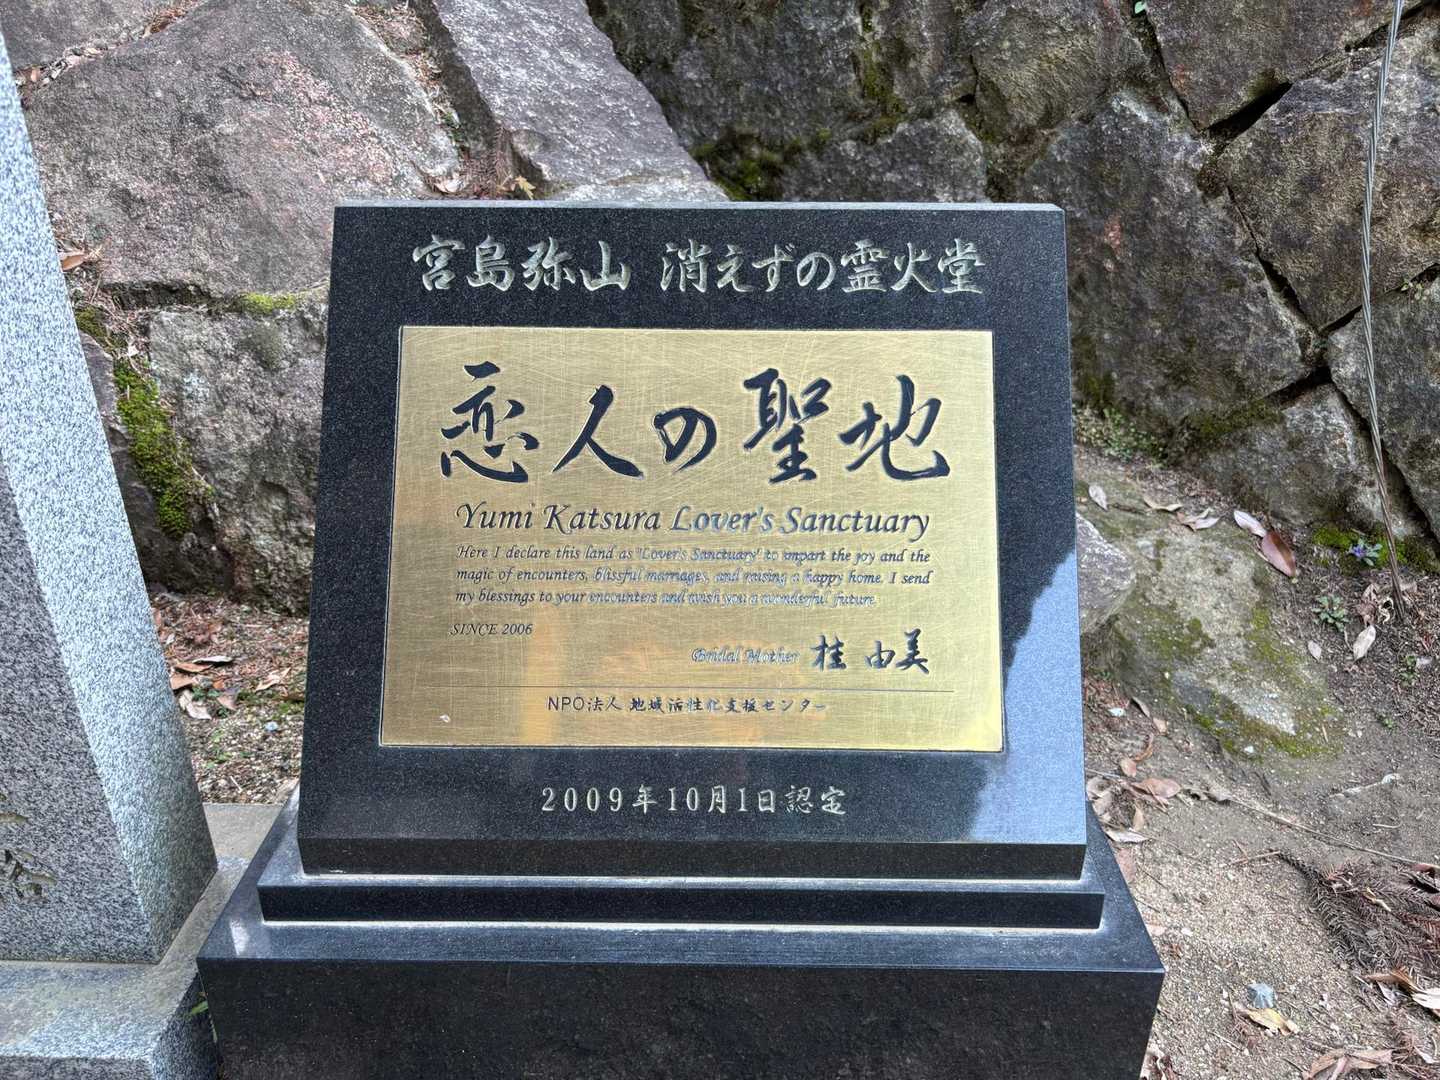 宮島弥山 消えずの霊火堂
恋人の聖地
Yumi Katsura Lover's Sanctuary
Here I declare this land as 'Lover's Sanctuary' to impart the joy and the
magic of encounters, blissful marriages, and raising a happy home. I send
my blessings to your encounters and wish you a wonderful future.
SINCE 2006
Bridal Mother 桂 由美
NPO法人 地域活性化支援センター
2009年10月1日認定